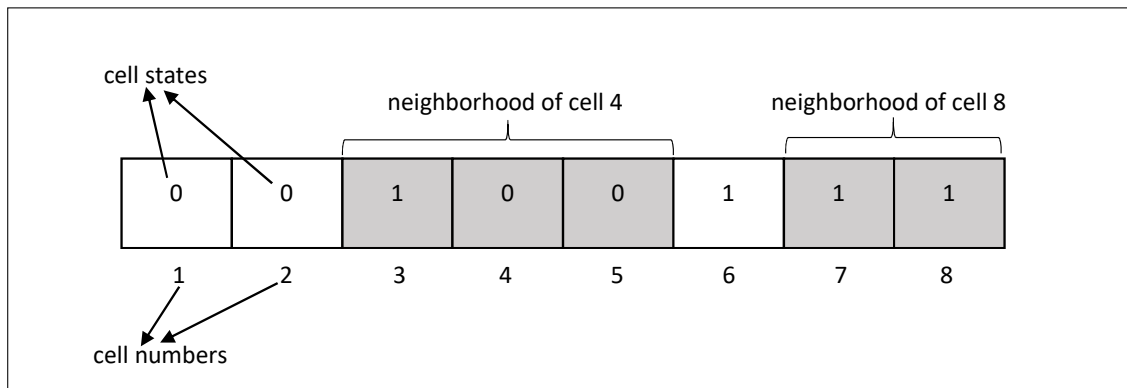 cell states
neighborhood of cell 4
neighborhood of cell 8
0 0 1 0 0 1 1 1
1 2 3 4 5 6 7 8
cell numbers